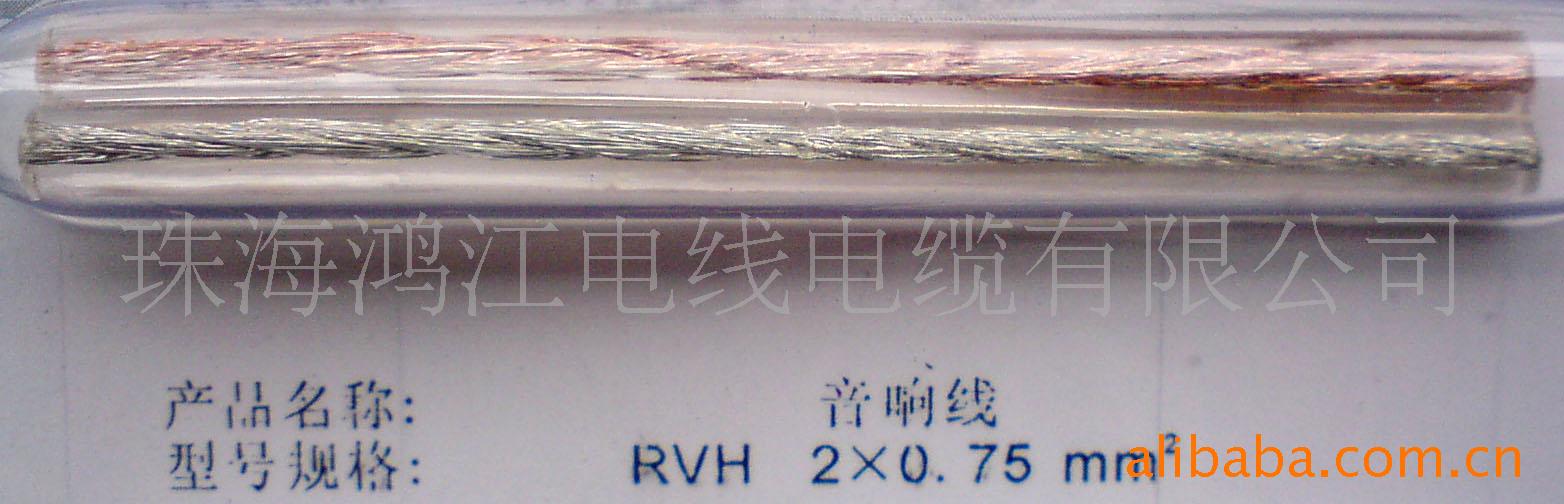 珠海鸿江电线电缆有限公司
产品名称: 音响线
型号规格: RVH 2×0.75 mm²
alibaba.com.cn